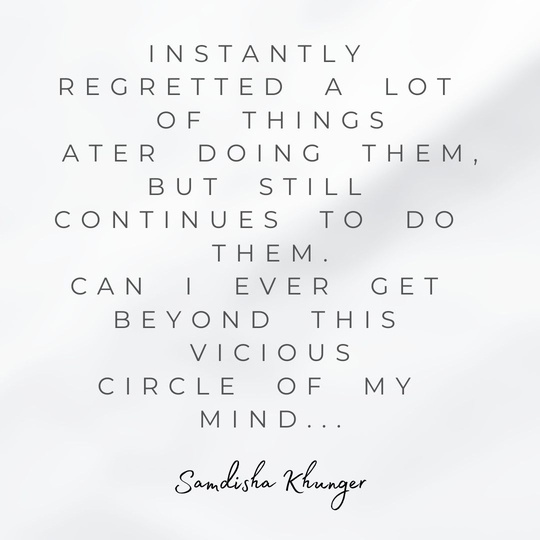 INSTANTLY
REGRETTED A LOT
OF THINGS
ATER DOING THEM,
BUT STILL
CONTINUES TO DO
THEM.
CAN I EVER GET
BEYOND THIS
VICIOUS
CIRCLE OF MY
MIND...
Samdisha Khunger